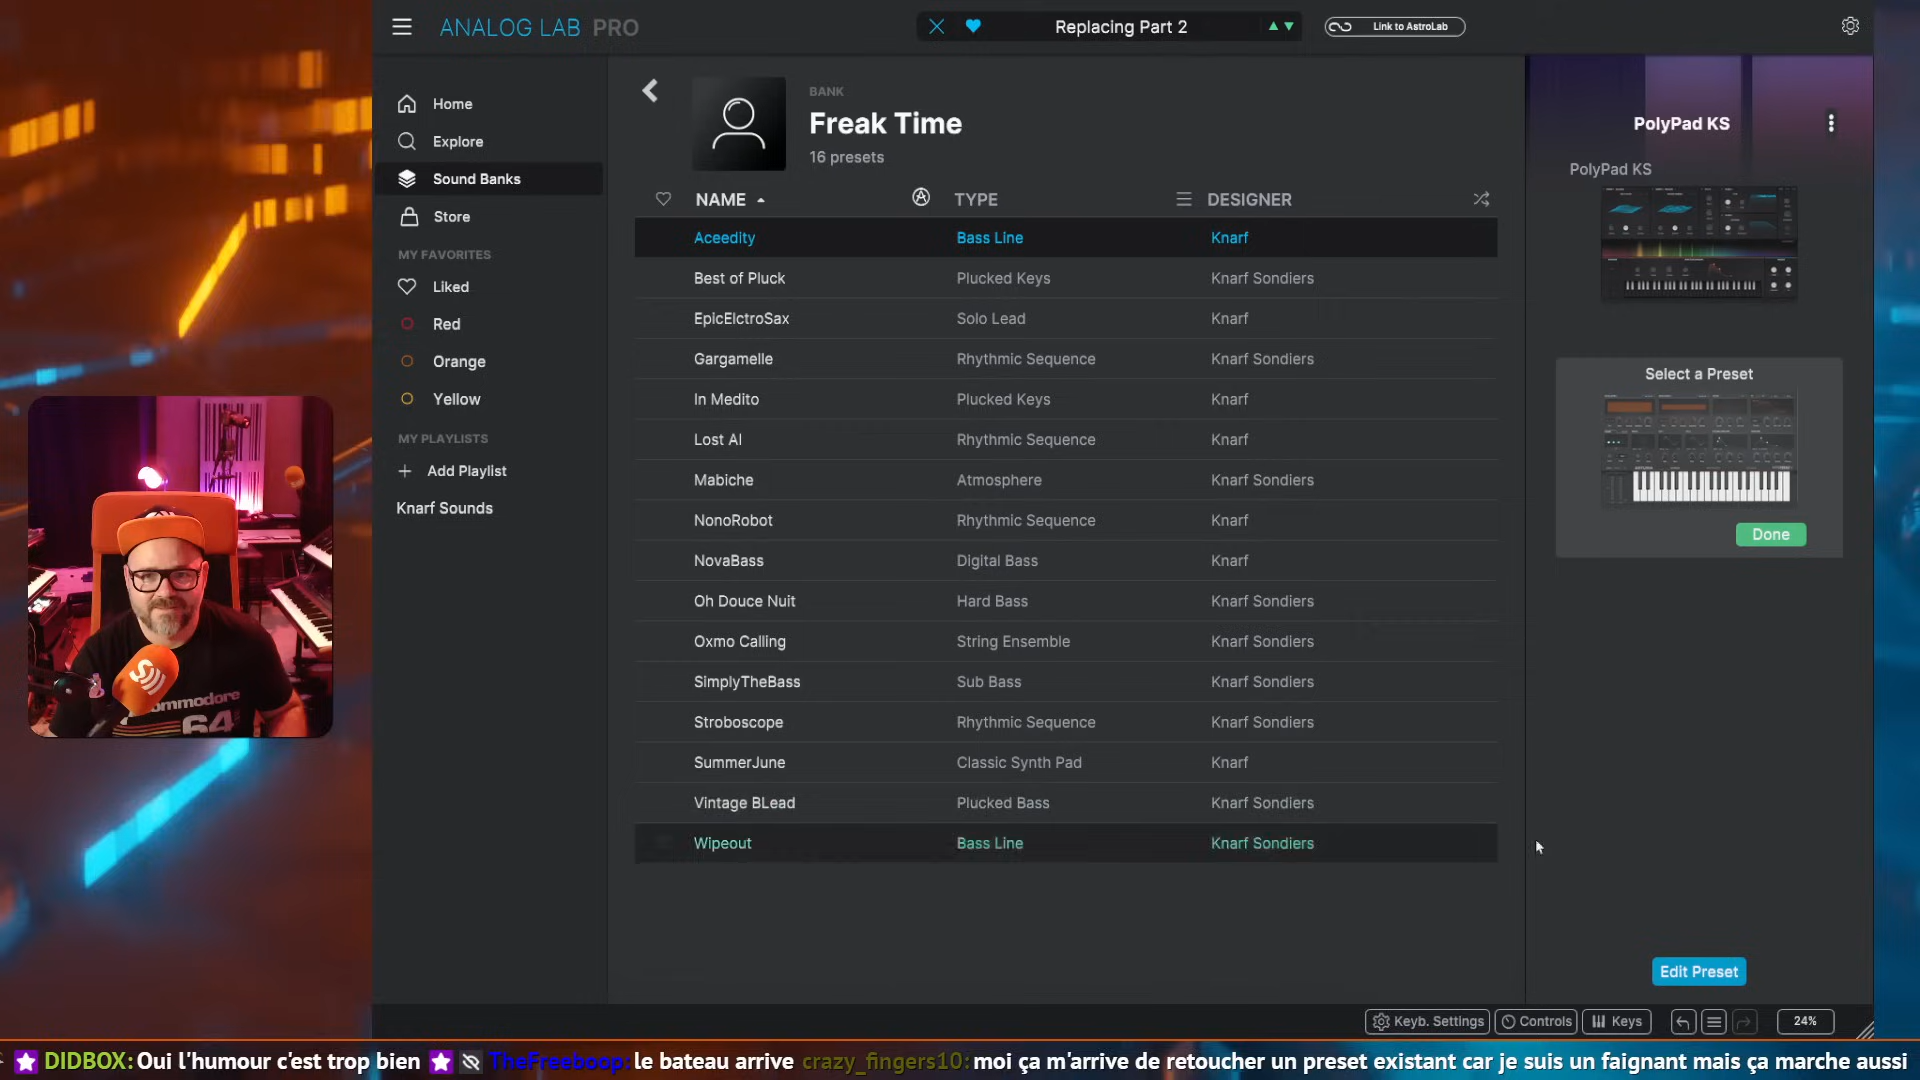 ANALOG LAB PRO
Replacing Part 2
Link to AstroLab
Home
Explore
Sound Banks
Store
MY FAVORITES
Liked
Red
Orange
Yellow
MY PLAYLISTS
Add Playlist
Knarf Sounds
BANK
Freak Time
16 presets
NAME TYPE DESIGNER
Aceedity Bass Line Knarf
Best of Pluck Plucked Keys Knarf Sondiers
EpicElctroSax Solo Lead Knarf
Gargamelle Rhythmic Sequence Knarf Sondiers
In Medito Plucked Keys Knarf
Lost AI Rhythmic Sequence Knarf
Mabiche Atmosphere Knarf Sondiers
NonoRobot Rhythmic Sequence Knarf
NovaBass Digital Bass Knarf
Oh Douce Nuit Hard Bass Knarf Sondiers
Oxmo Calling String Ensemble Knarf Sondiers
SimplyTheBass Sub Bass Knarf Sondiers
Stroboscope Rhythmic Sequence Knarf Sondiers
SummerJune Classic Synth Pad Knarf
Vintage BLead Plucked Bass Knarf Sondiers
Wipeout Bass Line Knarf Sondiers
PolyPad KS
PolyPad KS
Select a Preset
Done
Edit Preset
Keyb. Settings Controls Keys 24%
commodore
64
DIDBOX: Oui l'humour c'est trop bien TheFreeboop: le bateau arrive crazy_fingers10: moi ça m'arrive de retoucher un preset existant car je suis un faignant mais ça marche aussi